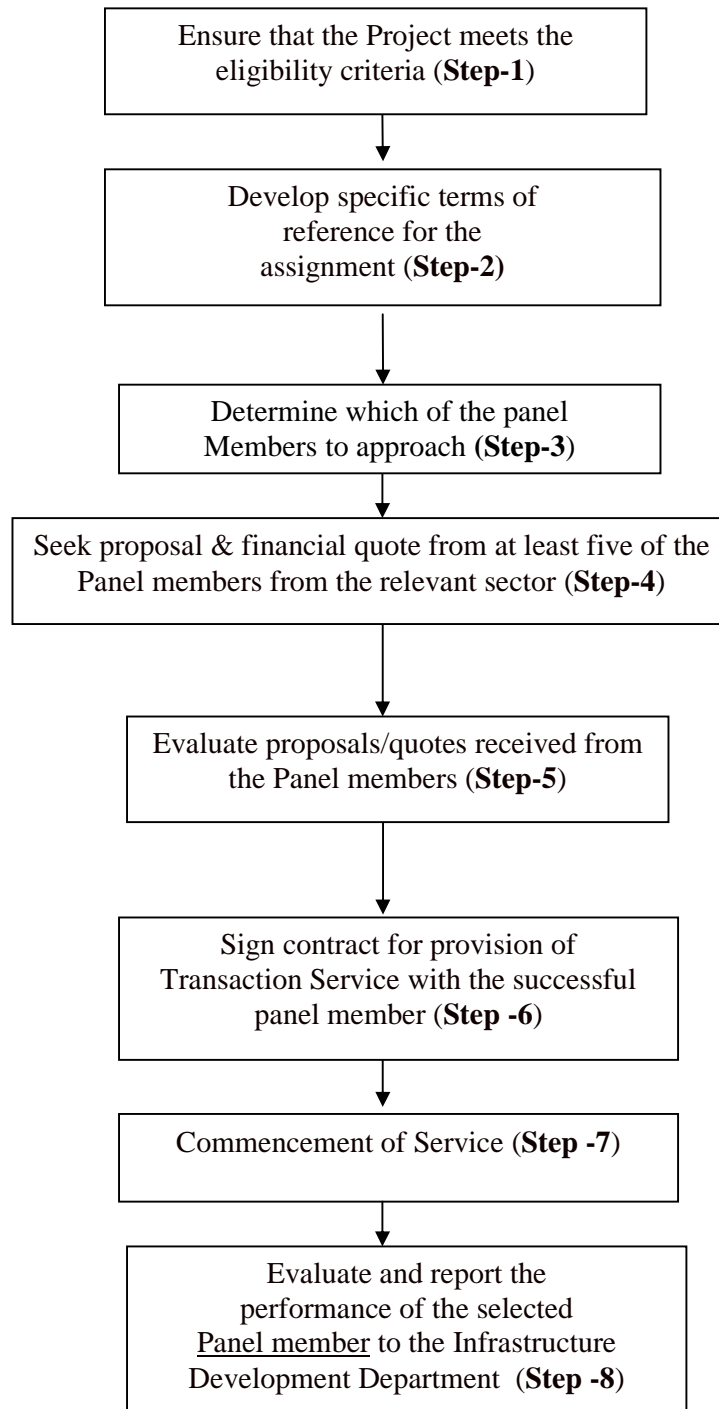 Ensure that the Project meets the
eligibility criteria (Step-1)
Develop specific terms of
reference for the
assignment (Step-2)
Determine which of the panel
Members to approach (Step-3)
Seek proposal & financial quote from at least five of the
Panel members from the relevant sector (Step-4)
Evaluate proposals/quotes received from
the Panel members (Step-5)
Sign contract for provision of
Transaction Service with the successful
panel member (Step -6)
Commencement of Service (Step -7)
Evaluate and report the
performance of the selected
Panel member to the Infrastructure
Development Department (Step -8)